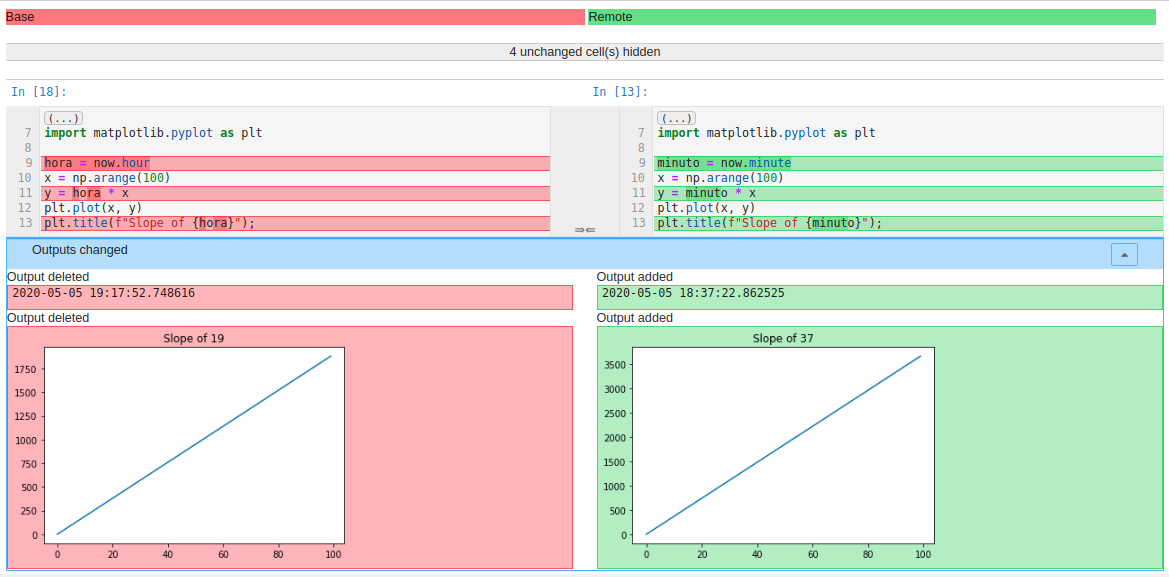 Base
Remote
4 unchanged cell(s) hidden
In [18]:
(...)
7 import matplotlib.pyplot as plt
8
9 hora = now.hour
10 x = np.arange(100)
11 y = hora * x
12 plt.plot(x, y)
13 plt.title(f"Slope of {hora}");
In [13]:
(...)
7 import matplotlib.pyplot as plt
8
9 minuto = now.minute
10 x = np.arange(100)
11 y = minuto * x
12 plt.plot(x, y)
13 plt.title(f"Slope of {minuto}");
Outputs changed
Output deleted
2020-05-05 19:17:52.748616
Output deleted
Slope of 19
1750
1500
1250
1000
750
500
250
0
0 20 40 60 80 100
Output added
2020-05-05 18:37:22.862525
Output added
Slope of 37
3500
3000
2500
2000
1500
1000
500
0
0 20 40 60 80 100